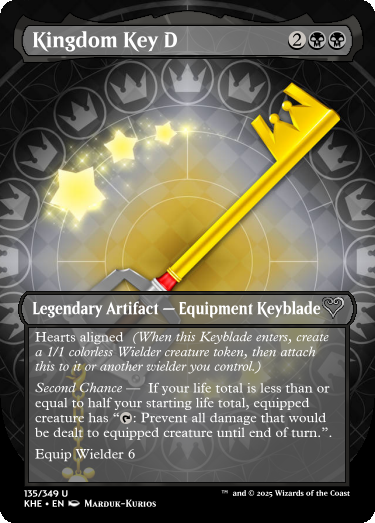 Kingdom Key D 2
Legendary Artifact — Equipment Keyblade
Hearts aligned (When this Keyblade enters, create
a 1/1 colorless Wielder creature token, then attach
this to it or another wielder you control.)
Second Chance — If your life total is less than or
equal to half your starting life total, equipped
creature has “: Prevent all damage that would
be dealt to equipped creature until end of turn.”.
Equip Wielder 6
135/349 U ™ and © 2025 Wizards of the Coast
KHE • EN Marduk-Kurios